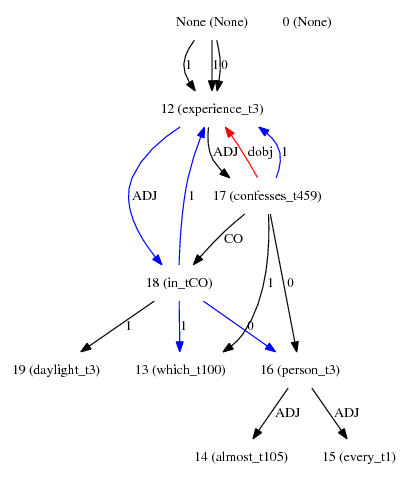 None (None) 0 (None)
1 1 0
12 (experience_t3)
ADJ dobj 1
17 (confesses_t459)
ADJ 1
CO
18 (in_tCO)
1 1 0 1 0
19 (daylight_t3) 13 (which_t100) 16 (person_t3)
ADJ ADJ
14 (almost_t105) 15 (every_t1)